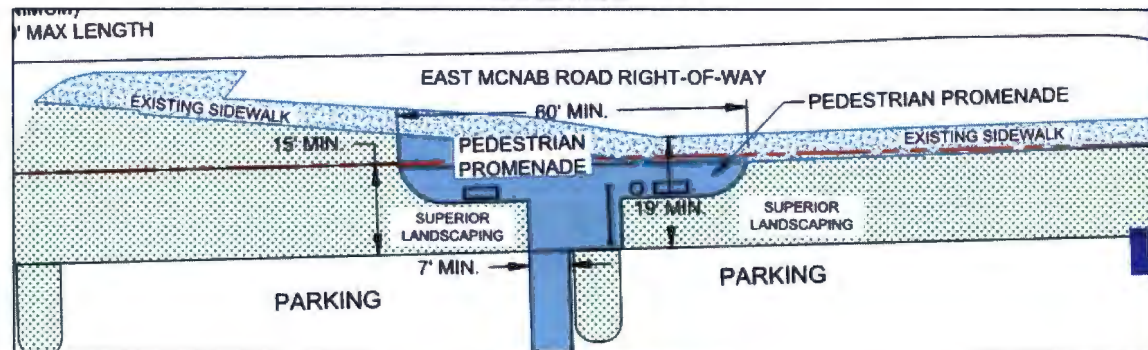 ' MAX LENGTH
EAST MCNAB ROAD RIGHT-OF-WAY
EXISTING SIDEWALK
60' MIN.
PEDESTRIAN PROMENADE
EXISTING SIDEWALK
15' MIN.
PEDESTRIAN
PROMENADE
19' MIN.
SUPERIOR
LANDSCAPING
SUPERIOR
LANDSCAPING
7' MIN.
PARKING
PARKING